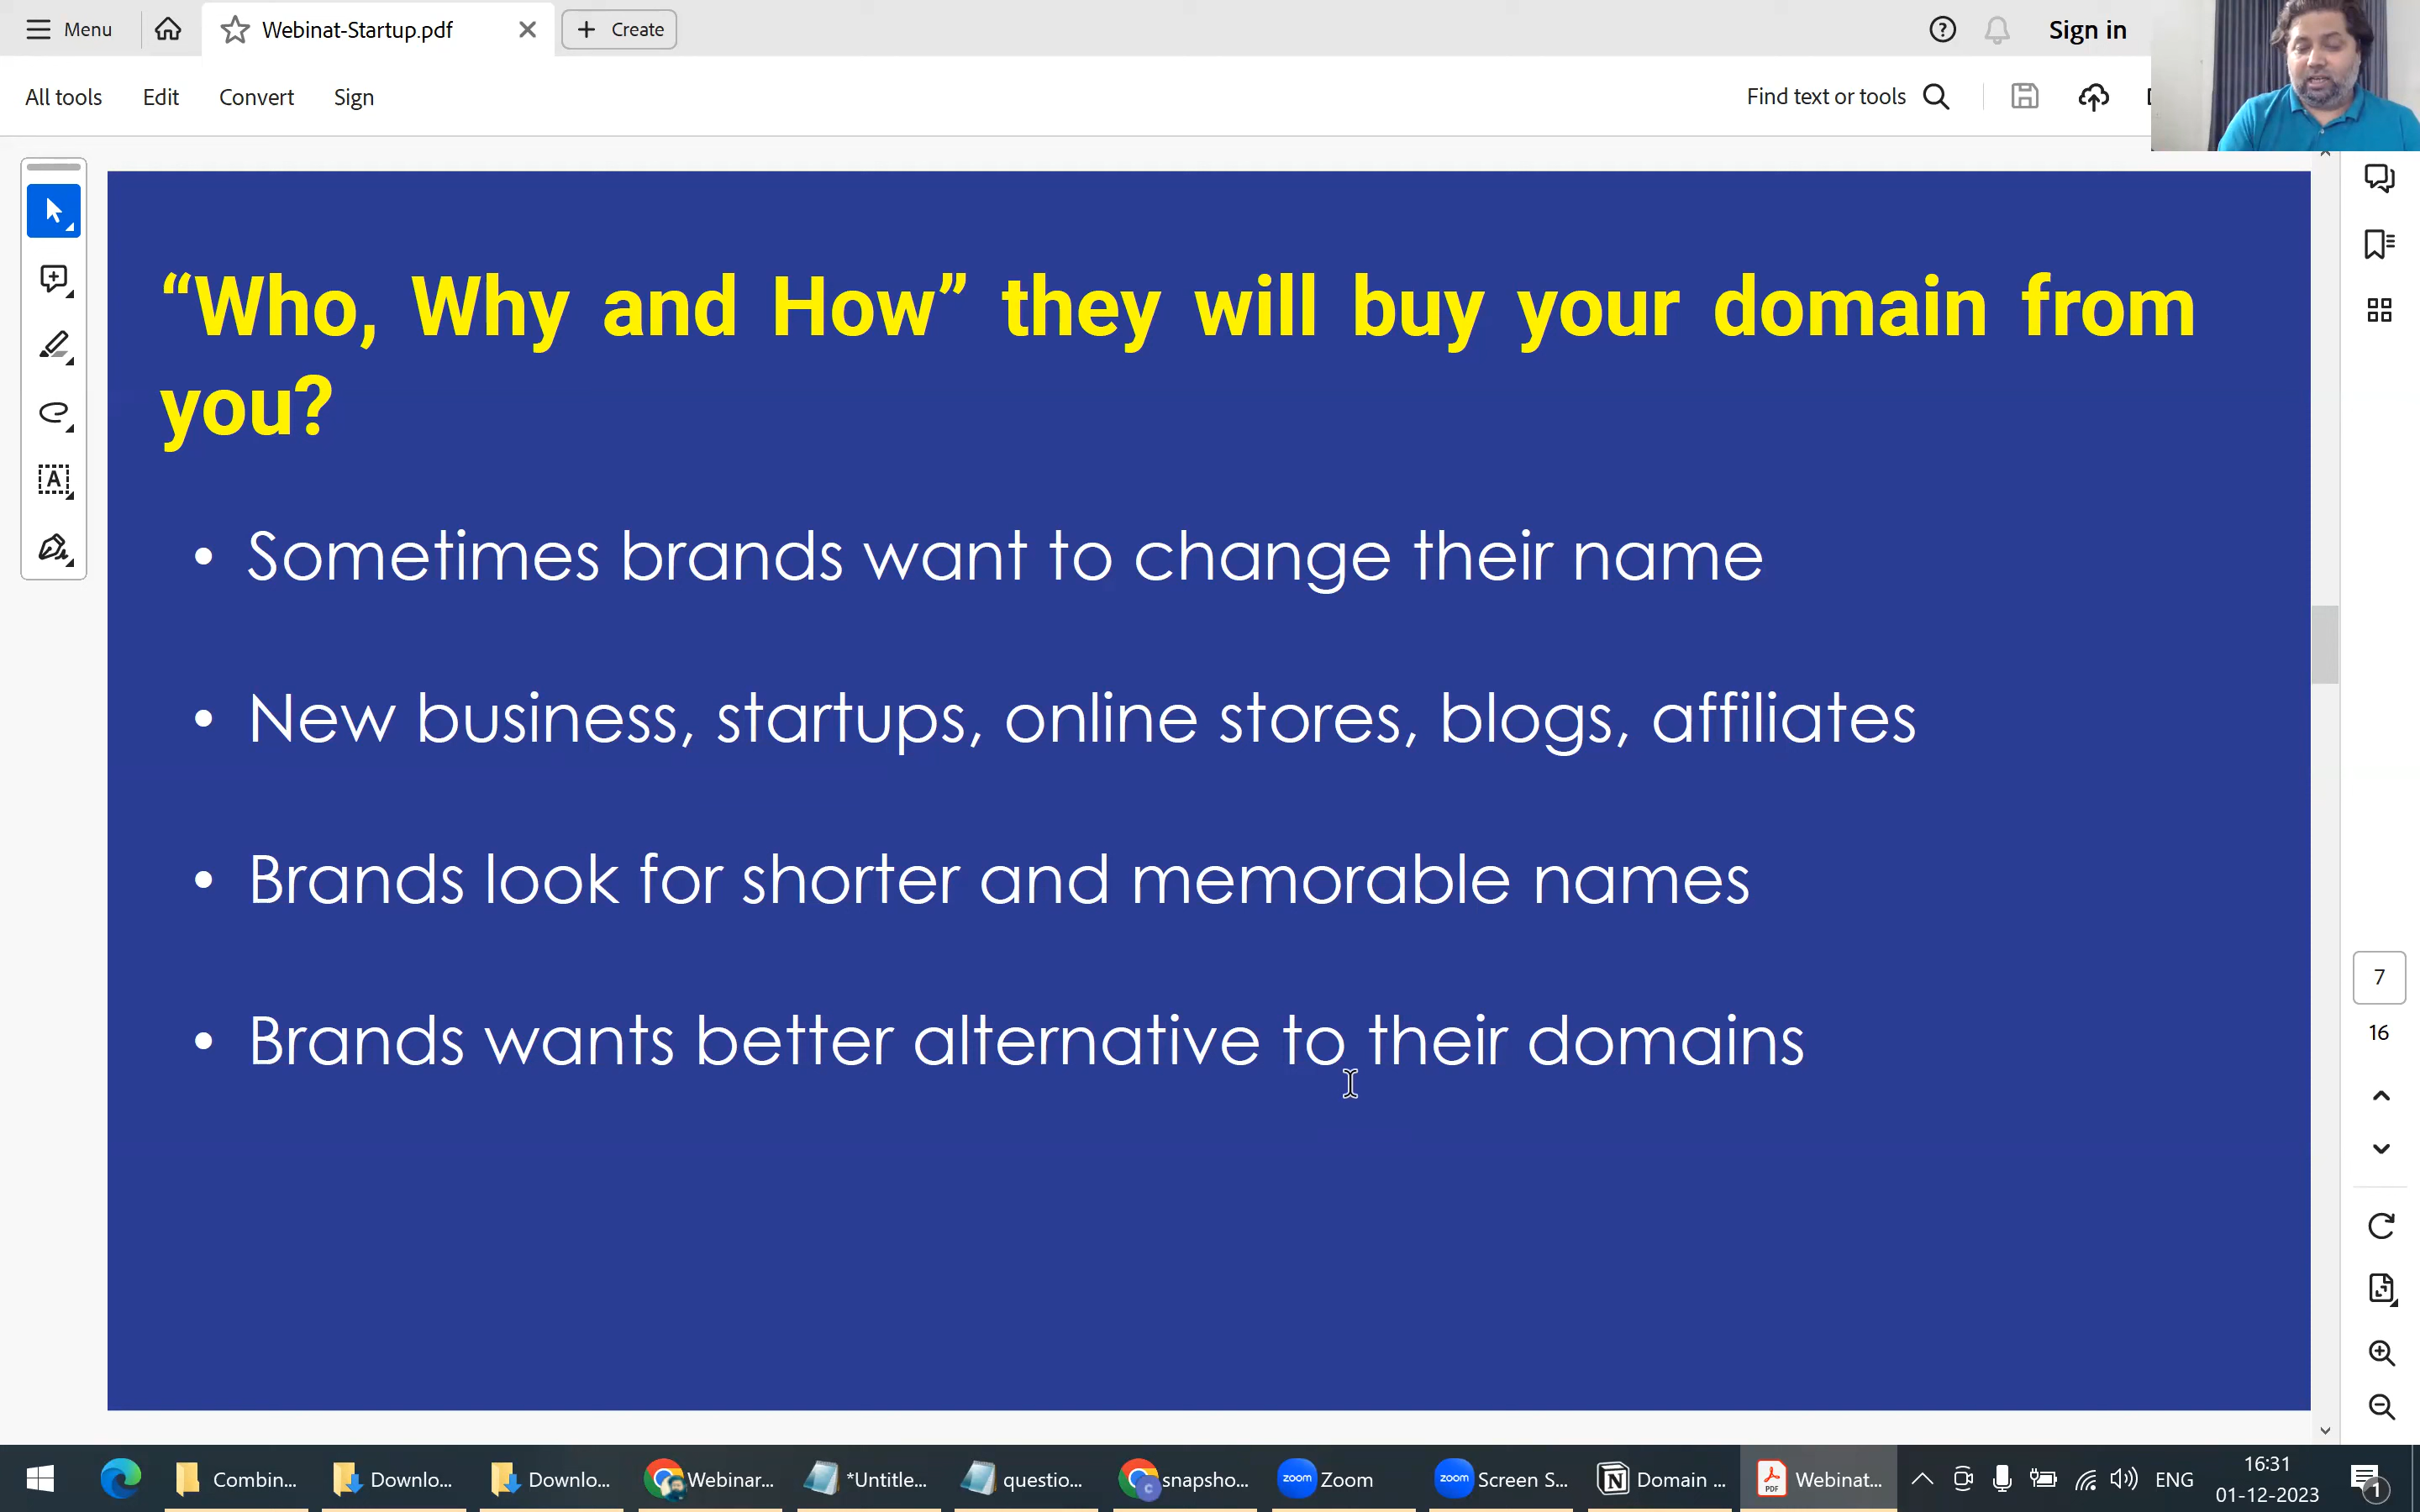 Menu
Webinat-Startup.pdf
Create
Sign in
All tools
Edit
Convert
Sign
Find text or tools
“Who, Why and How” they will buy your domain from
you?
• Sometimes brands want to change their name
• New business, startups, online stores, blogs, affiliates
• Brands look for shorter and memorable names
• Brands wants better alternative to their domains
7
16
Combin...
Downlo...
Downlo...
Webinar...
*Untitle...
questio...
snapsho...
zoom
Zoom
zoom
Screen S...
Domain ...
Webinat...
ENG
16:31
01-12-2023
1